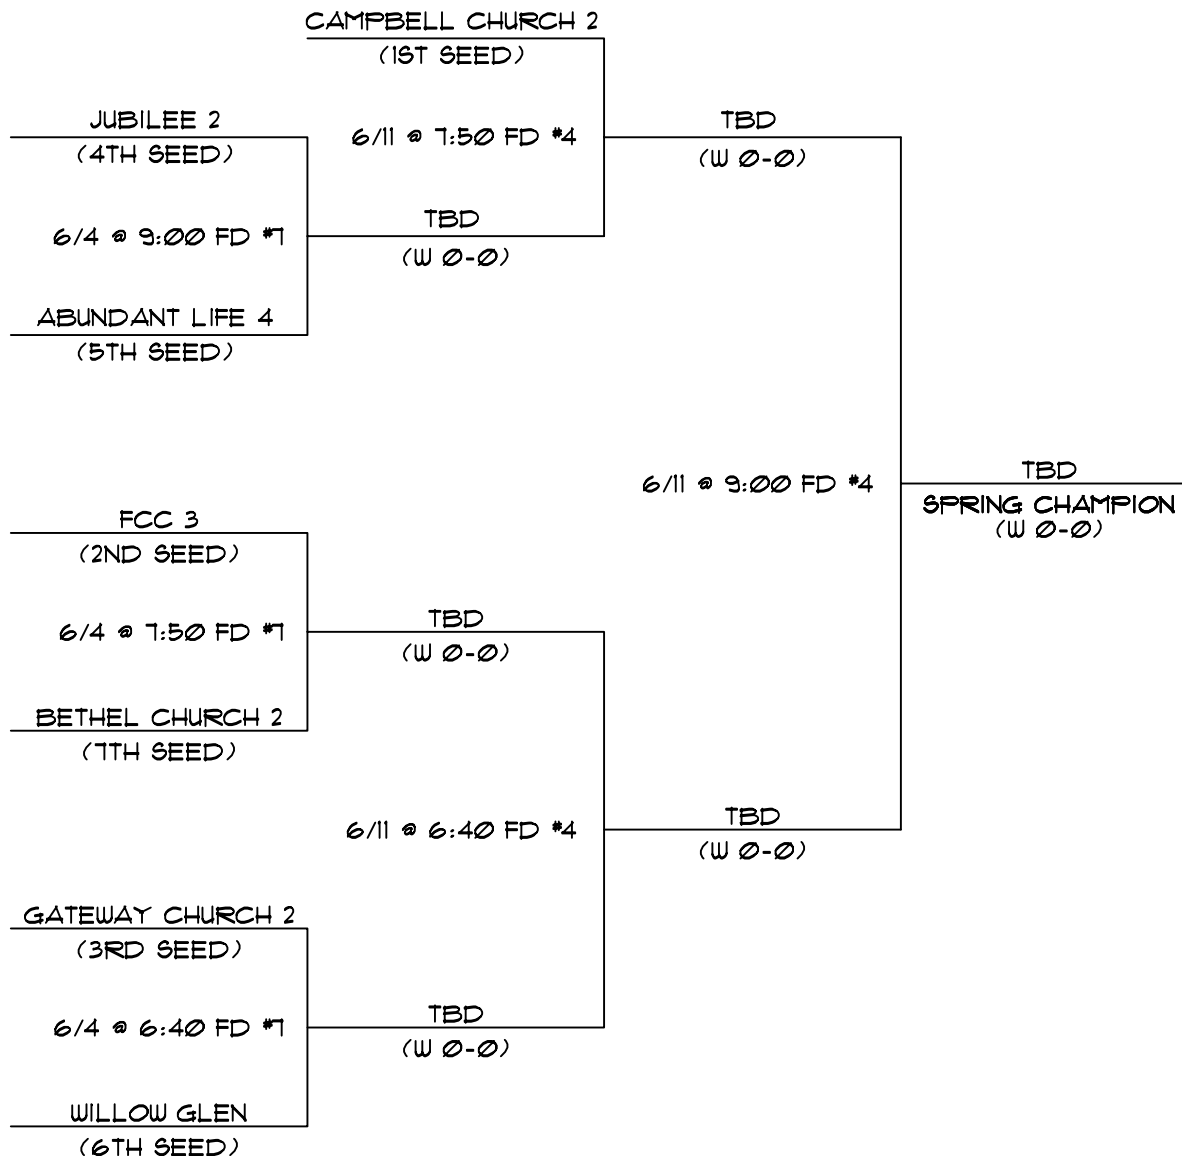 CAMPBELL CHURCH 2
(1ST SEED)
JUBILEE 2
(4TH SEED)
6/11 @ 7:50 FD #4
TBD
(W 0-0)
6/4 @ 9:00 FD #7
TBD
(W 0-0)
ABUNDANT LIFE 4
(5TH SEED)
6/11 @ 9:00 FD #4
TBD
SPRING CHAMPION
(W 0-0)
FCC 3
(2ND SEED)
6/4 @ 7:50 FD #7
TBD
(W 0-0)
BETHEL CHURCH 2
(7TH SEED)
6/11 @ 6:40 FD #4
TBD
(W 0-0)
GATEWAY CHURCH 2
(3RD SEED)
6/4 @ 6:40 FD #7
TBD
(W 0-0)
WILLOW GLEN
(6TH SEED)